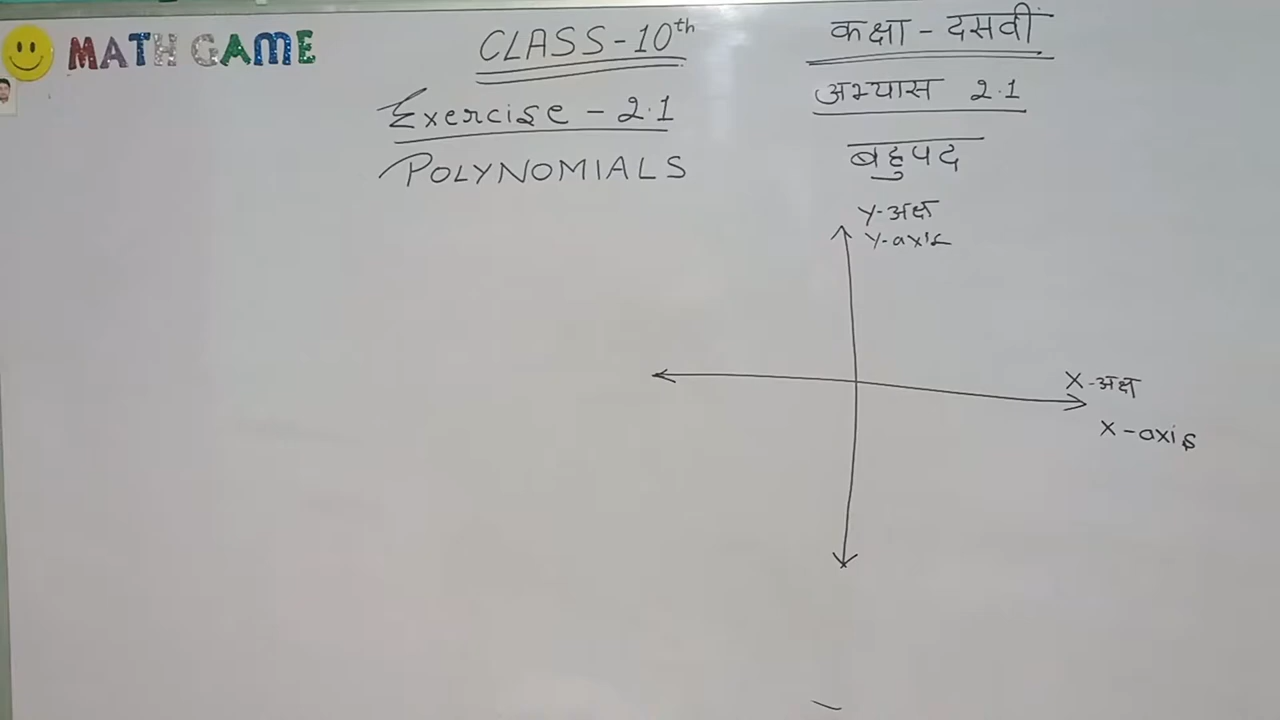 MATH GAME
CLASS-10th
Exercise - 2.1
POLYNOMIALS
कक्षा - दसवीं
अभ्यास 2.1
बहुपद
Y-अक्ष
Y-axis
X-अक्ष
X-axis